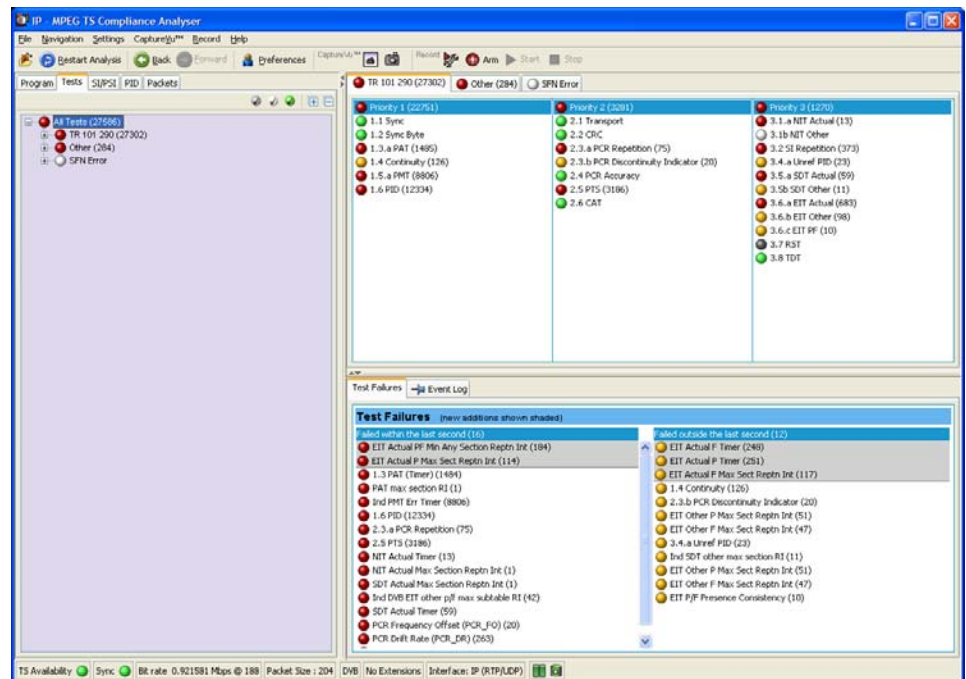 IP - MPEG TS Compliance Analyser
File Navigation Settings CaptureVu™ Record Help
Restart Analysis Back Forward Preferences CaptureVu™ Record Arm Start Stop
Program Tests SI/PSI PID Packets
All Tests (27586)
TR 101 290 (27302)
Other (284)
SFN Error
TR 101 290 (27302) Other (284) SFN Error
Priority 1 (22751)
1.1 Sync
1.2 Sync Byte
1.3.a PAT (1485)
1.4 Continuity (126)
1.5.a PMT (8806)
1.6 PID (12334)
Priority 2 (3281)
2.1 Transport
2.2 CRC
2.3.a PCR Repetition (75)
2.3.b PCR Discontinuity Indicator (20)
2.4 PCR Accuracy
2.5 PTS (3186)
2.6 CAT
Priority 3 (1270)
3.1.a NIT Actual (13)
3.1b NIT Other
3.2 SI Repetition (373)
3.4.a Unref PID (23)
3.5.a SDT Actual (59)
3.5b SDT Other (11)
3.6.a EIT Actual (683)
3.6.b EIT Other (98)
3.6.c EIT PF (10)
3.7 RST
3.8 TDT
Test Failures Event Log
Test Failures (new additions shown shaded)
Failed within the last second (16)
EIT Actual PF Min Any Section Reptn Int (184)
EIT Actual P Max Sect Reptn Int (114)
1.3 PAT (Timer) (1484)
PAT max section RI (1)
Ind PMT Err Timer (8806)
1.6 PID (12334)
2.3.a PCR Repetition (75)
2.5 PTS (3186)
NIT Actual Timer (13)
NIT Actual Max Section Reptn Int (1)
SDT Actual Max Section Reptn Int (1)
Ind DVB EIT other p/f max subtable RI (42)
SDT Actual Timer (59)
PCR Frequency Offset (PCR_FO) (20)
PCR Drift Rate (PCR_DR) (263)
Failed outside the last second (12)
EIT Actual F Timer (248)
EIT Actual P Timer (251)
EIT Actual F Max Sect Reptn Int (117)
1.4 Continuity (126)
2.3.b PCR Discontinuity Indicator (20)
EIT Other P Max Sect Reptn Int (51)
EIT Other F Max Sect Reptn Int (47)
3.4.a Unref PID (23)
Ind SDT other max section RI (11)
EIT Other P Max Sect Reptn Int (51)
EIT Other F Max Sect Reptn Int (47)
EIT P/F Presence Consistency (10)
TS Availability Sync Bit rate 0.921581 Mbps @ 188 Packet Size : 204 DVB No Extensions Interface: IP (RTP/UDP)